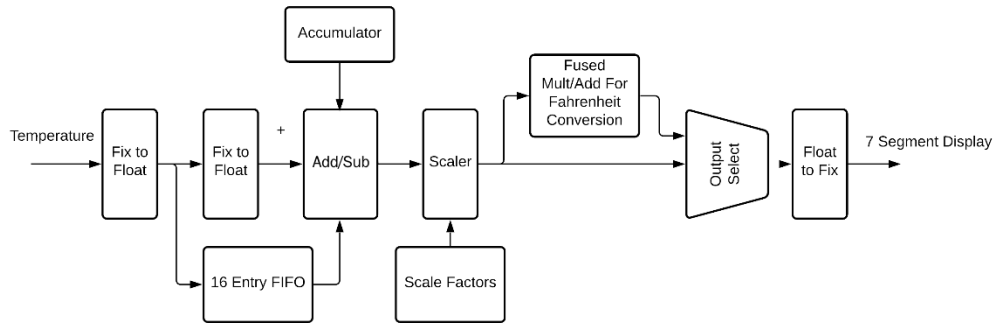 Accumulator
Fused
Mult/Add For
Fahrenheit
Conversion
Temperature
Fix to
Float
Fix to
Float
+
Add/Sub
Scaler
Output
Select
Float
to Fix
7 Segment Display
16 Entry FIFO
Scale Factors